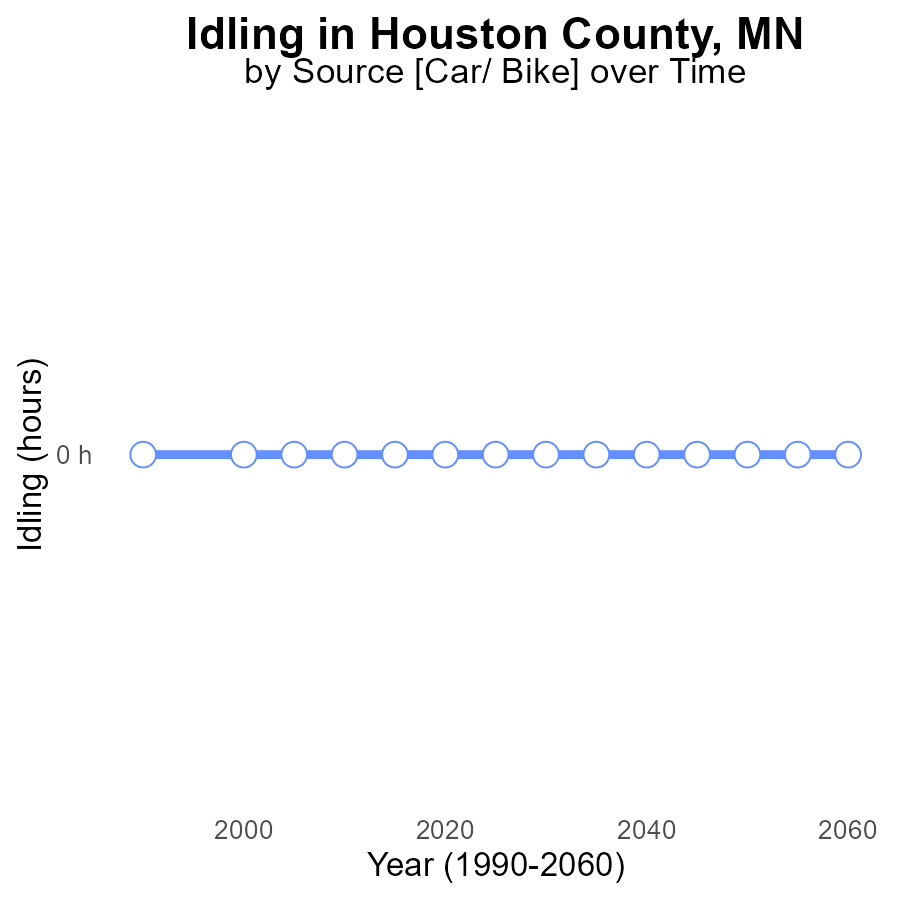 Idling in Houston County, MN
by Source [Car/ Bike] over Time
Idling (hours)
0 h
2000 2020 2040 2060
Year (1990-2060)